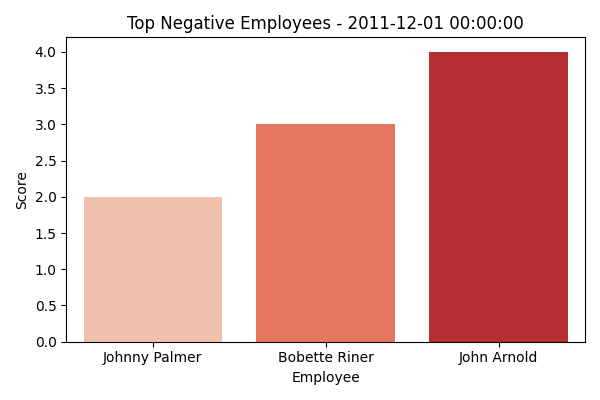 Top Negative Employees - 2011-12-01 00:00:00
Score
4.0
3.5
3.0
2.5
2.0
1.5
1.0
0.5
0.0
Johnny Palmer
Bobette Riner
John Arnold
Employee